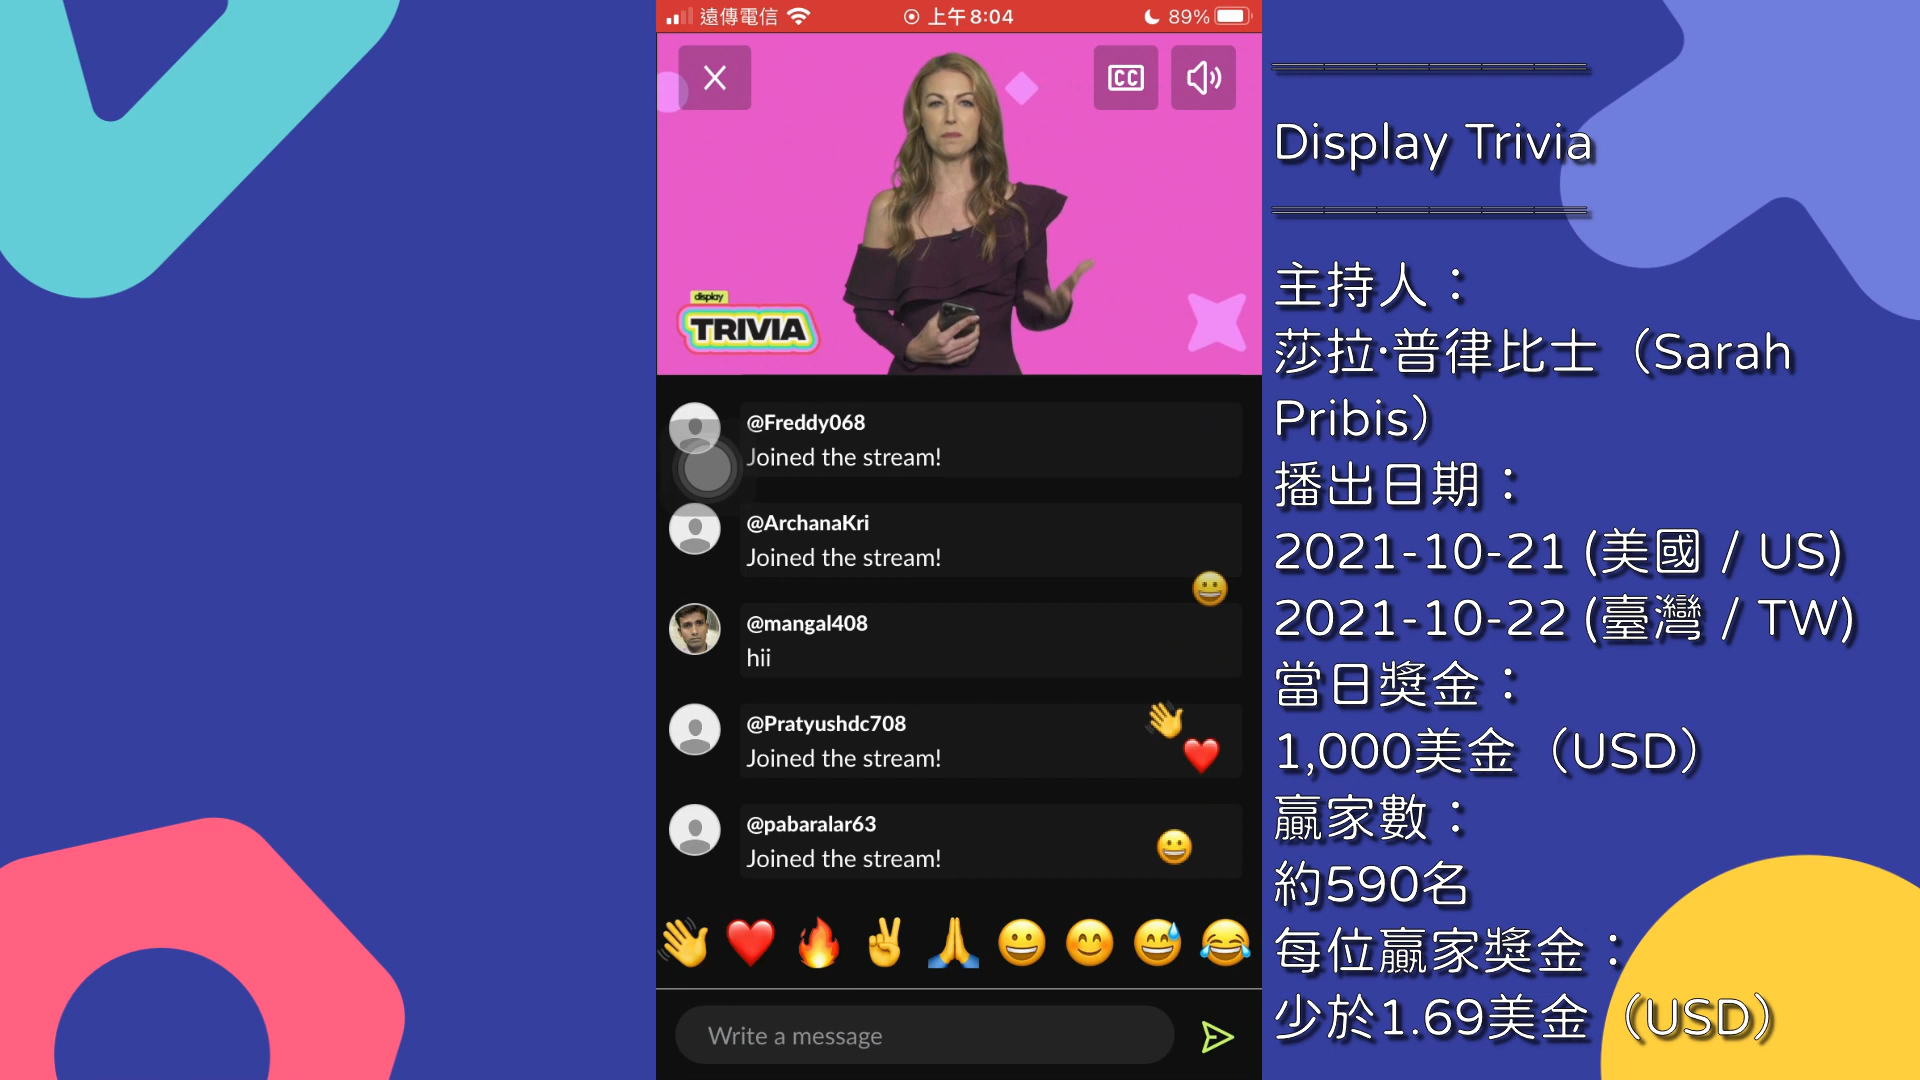 遠傳電信
上午8:04
89%
CC
display
TRIVIA
@Freddy068
Joined the stream!
@ArchanaKri
Joined the stream!
@mangal408
hii
@Pratyushdc708
Joined the stream!
@pabaralar63
Joined the stream!
Write a message
Display Trivia
主持人：
莎拉·普律比士（Sarah
Pribis）
播出日期：
2021-10-21 (美國 / US)
2021-10-22 (臺灣 / TW)
當日獎金：
1,000美金（USD）
贏家數：
約590名
每位贏家獎金：
少於1.69美金（USD）